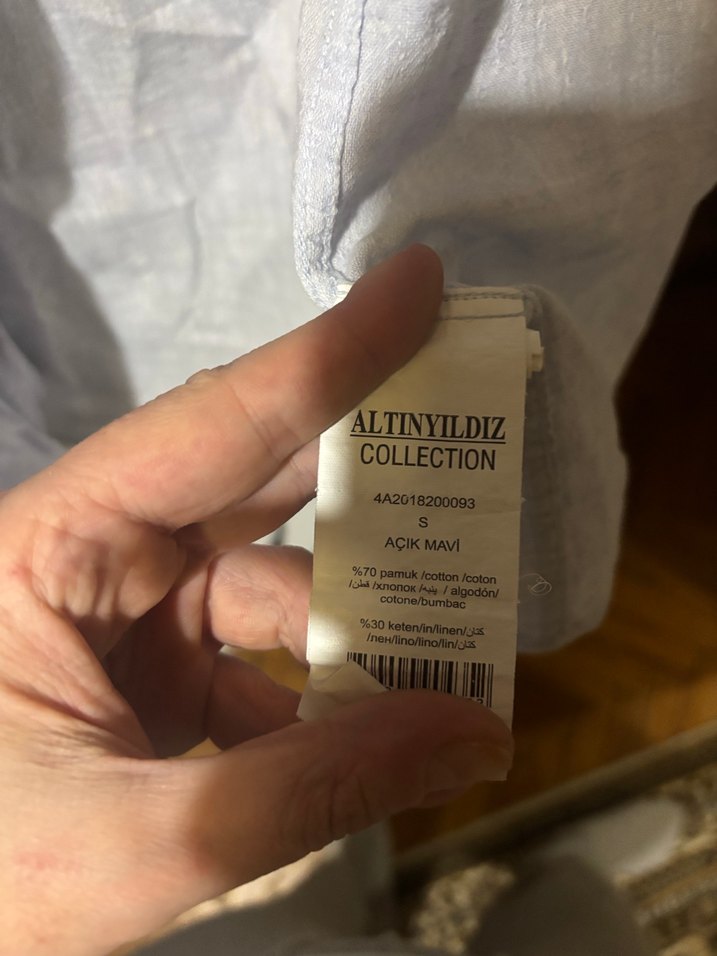 ALTINYILDIZ
COLLECTION
4A2018200093
S
AÇIK MAVİ
%70 pamuk /cotton /coton
/قطن/ хлопок /پنبه / algodón/
cotone/bumbac
%30 keten/in/linen/كتان
/лен/lino/lino/lin/كتان